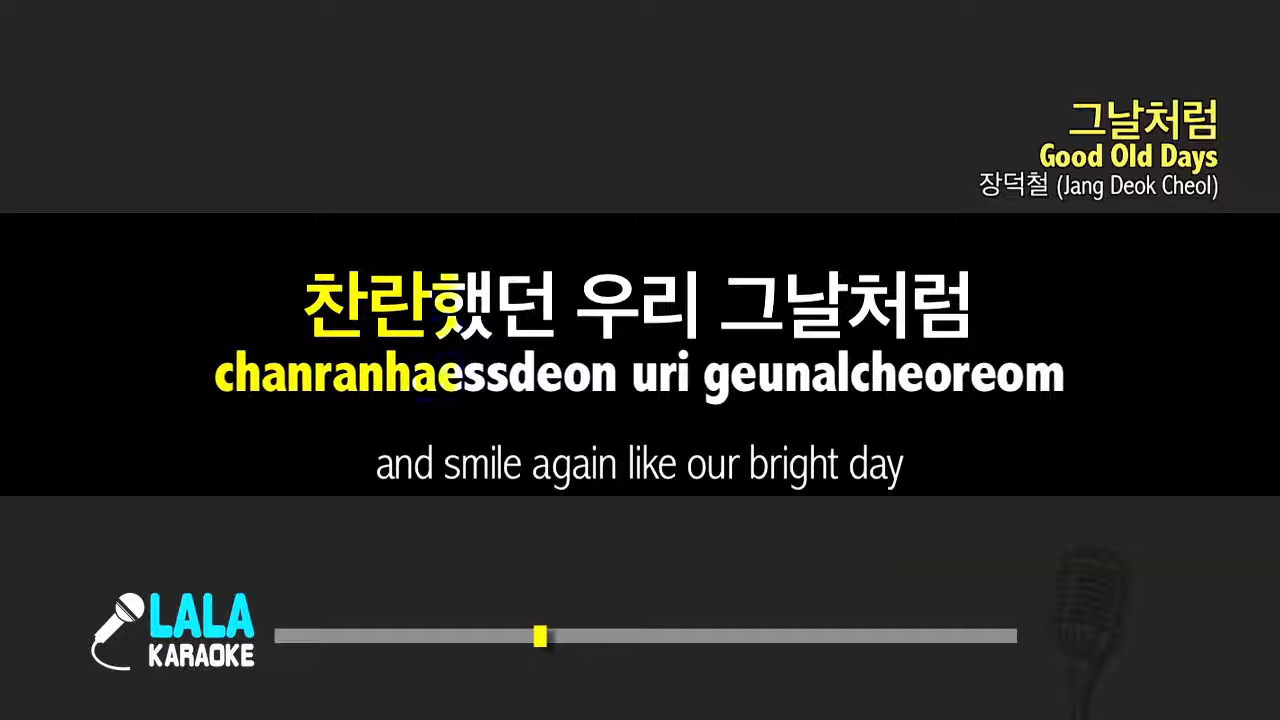 그날처럼
Good Old Days
장덕철 (Jang Deok Cheol)
찬란했던 우리 그날처럼
chanranhaessdeon uri geunalcheoreom
and smile again like our bright day
LALA
KARAOKE